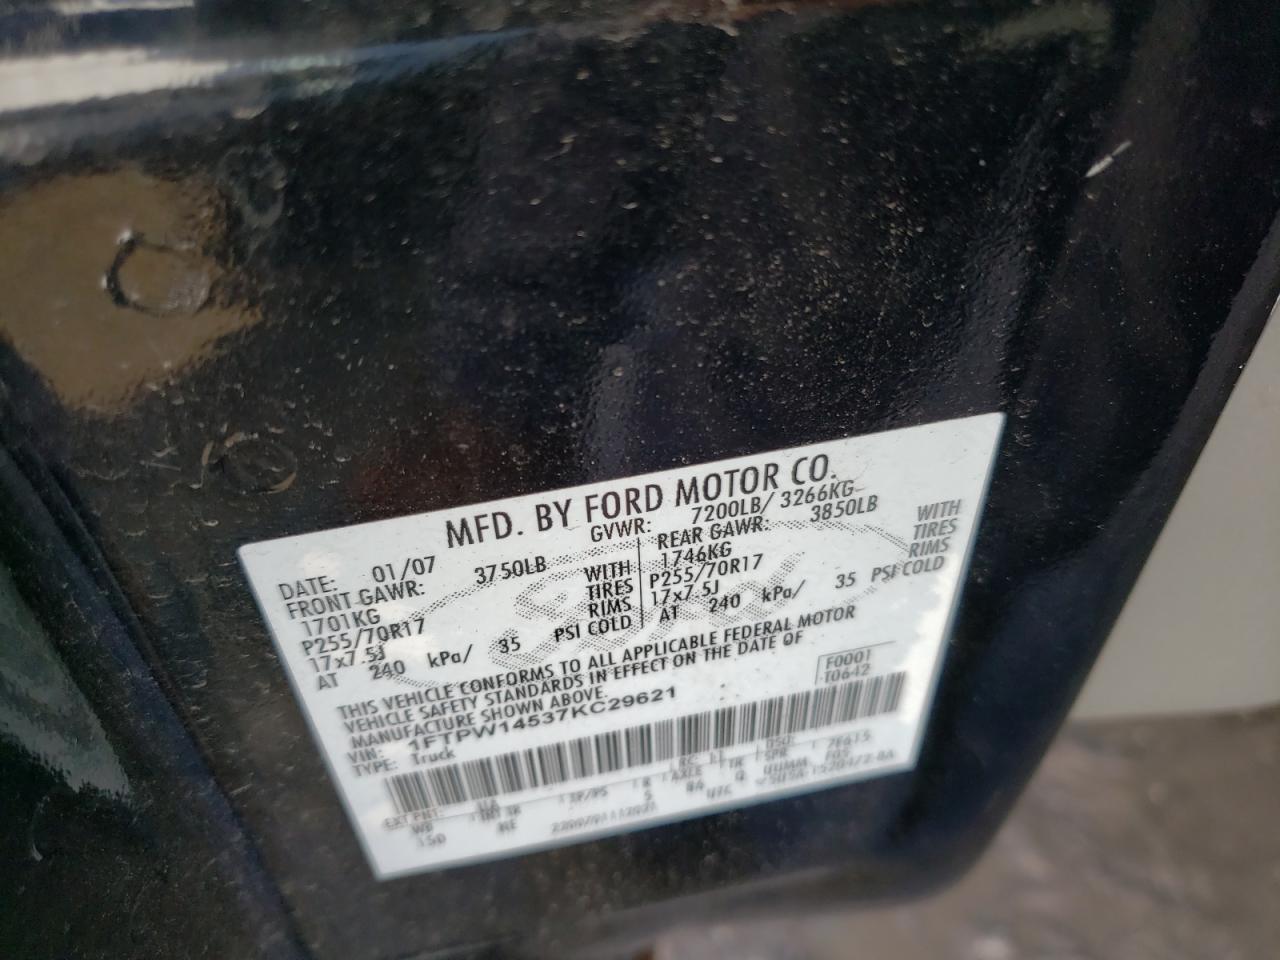 MFD. BY FORD MOTOR CO.
DATE: 01/07 GVWR: 7200LB/ 3266KG
FRONT GAWR: 3750LB REAR GAWR: 3850LB
1701KG WITH 1746KG WITH
P255/70R17 TIRES P255/70R17 TIRES
17x7.5J RIMS 17x7.5J RIMS
AT 240 kPa/ 35 PSI COLD AT 240 kPa/ 35 PSI COLD
THIS VEHICLE CONFORMS TO ALL APPLICABLE FEDERAL MOTOR
VEHICLE SAFETY STANDARDS IN EFFECT ON THE DATE OF
MANUFACTURE SHOWN ABOVE.
VIN: 1FTPW14537KC29621
TYPE: Truck
F0001
T0642
EXT PNT: